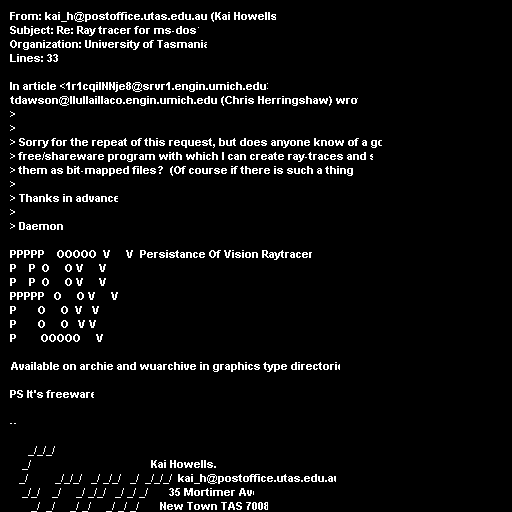 From: kai_h@postoffice.utas.edu.au (Kai Howells
Subject: Re: Ray tracer for ms-dos
Organization: University of Tasmania
Lines: 33

In article <1r1cqiINNje8@srvr1.engin.umich.edu>
tdawson@llullaillaco.engin.umich.edu (Chris Herringshaw) wro
>
>
> Sorry for the repeat of this request, but does anyone know of a go
> free/shareware program with which I can create ray-traces and s
> them as bit-mapped files?  (Of course if there is such a thing
>
> Thanks in advance
>
> Daemon

PPPPP    OOOOO  V     V  Persistance Of Vision Raytracer
P    P  O     O V     V
P    P  O     O V     V
PPPPP   O     O V     V
P       O     O  V   V
P       O     O   V V
P        OOOOO     V

Available on archie and wuarchive in graphics type directorie

PS It's freeware

--

      _/_/_/
    _/                                       Kai Howells.
   _/         _/_/_/   _/_/_/   _/  _/_/_/  kai_h@postoffice.utas.edu.au
    _/_/    _/     _/_/_/   _/_/_/       35 Mortimer Ave
       _/  _/     _/_/     _/_/_/       New Town TAS 7008